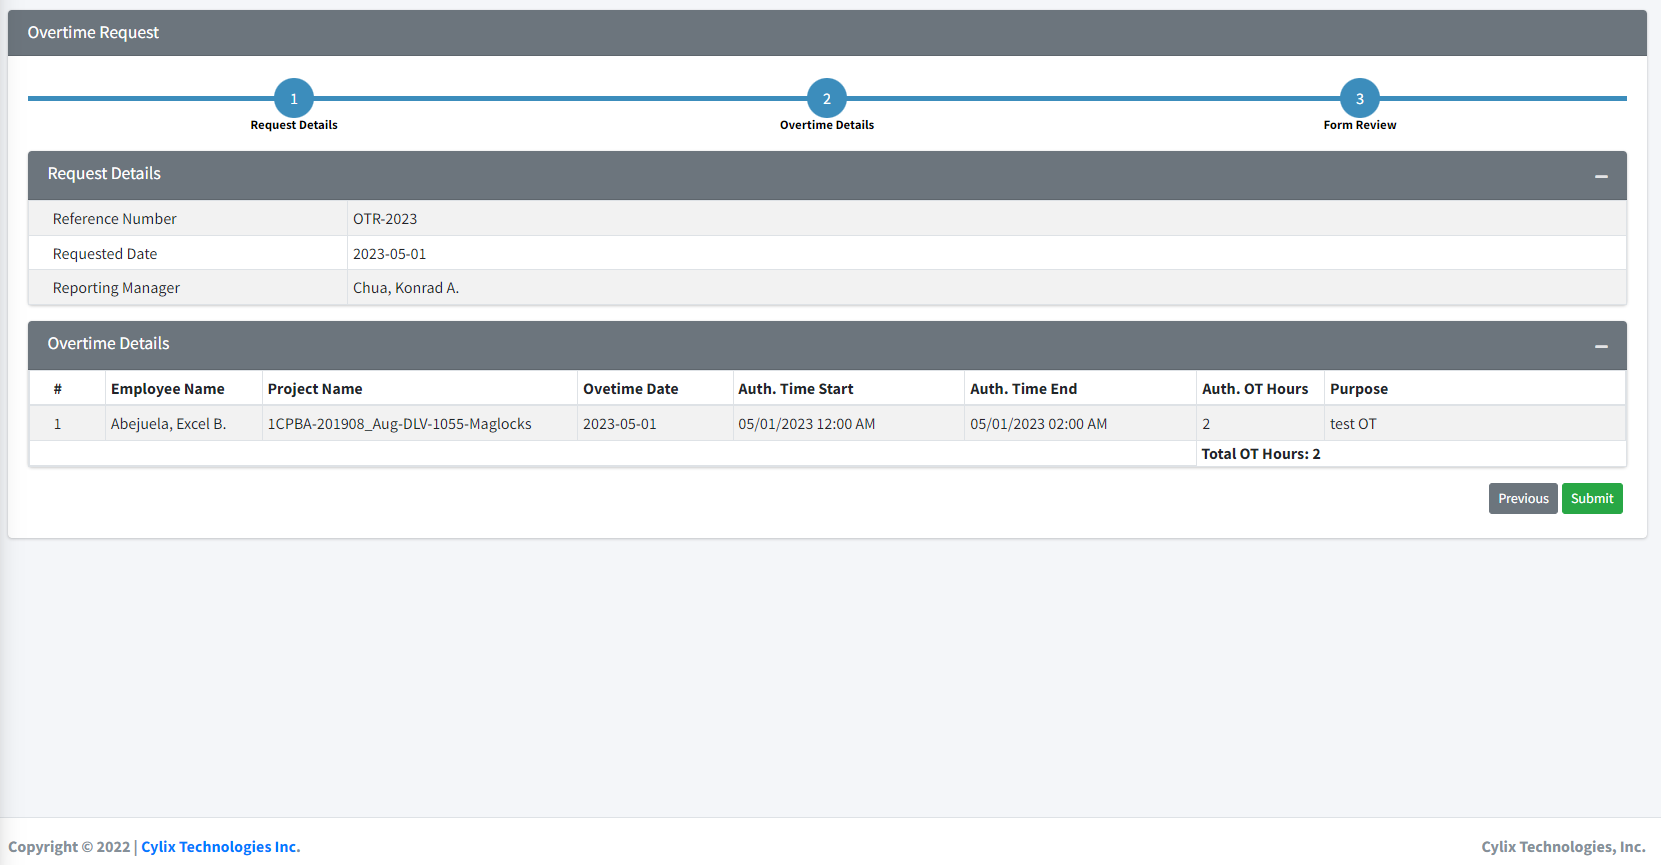 Overtime Request
1 2 3
Request Details Overtime Details Form Review
Request Details
Reference Number OTR-2023
Requested Date 2023-05-01
Reporting Manager Chua, Konrad A.
Overtime Details
# Employee Name Project Name Ovetime Date Auth. Time Start Auth. Time End Auth. OT Hours Purpose
1 Abejuela, Excel B. 1CPBA-201908_Aug-DLV-1055-Maglocks 2023-05-01 05/01/2023 12:00 AM 05/01/2023 02:00 AM 2 test OT
Total OT Hours: 2
Previous Submit
Copyright © 2022 | Cylix Technologies Inc. Cylix Technologies, Inc.